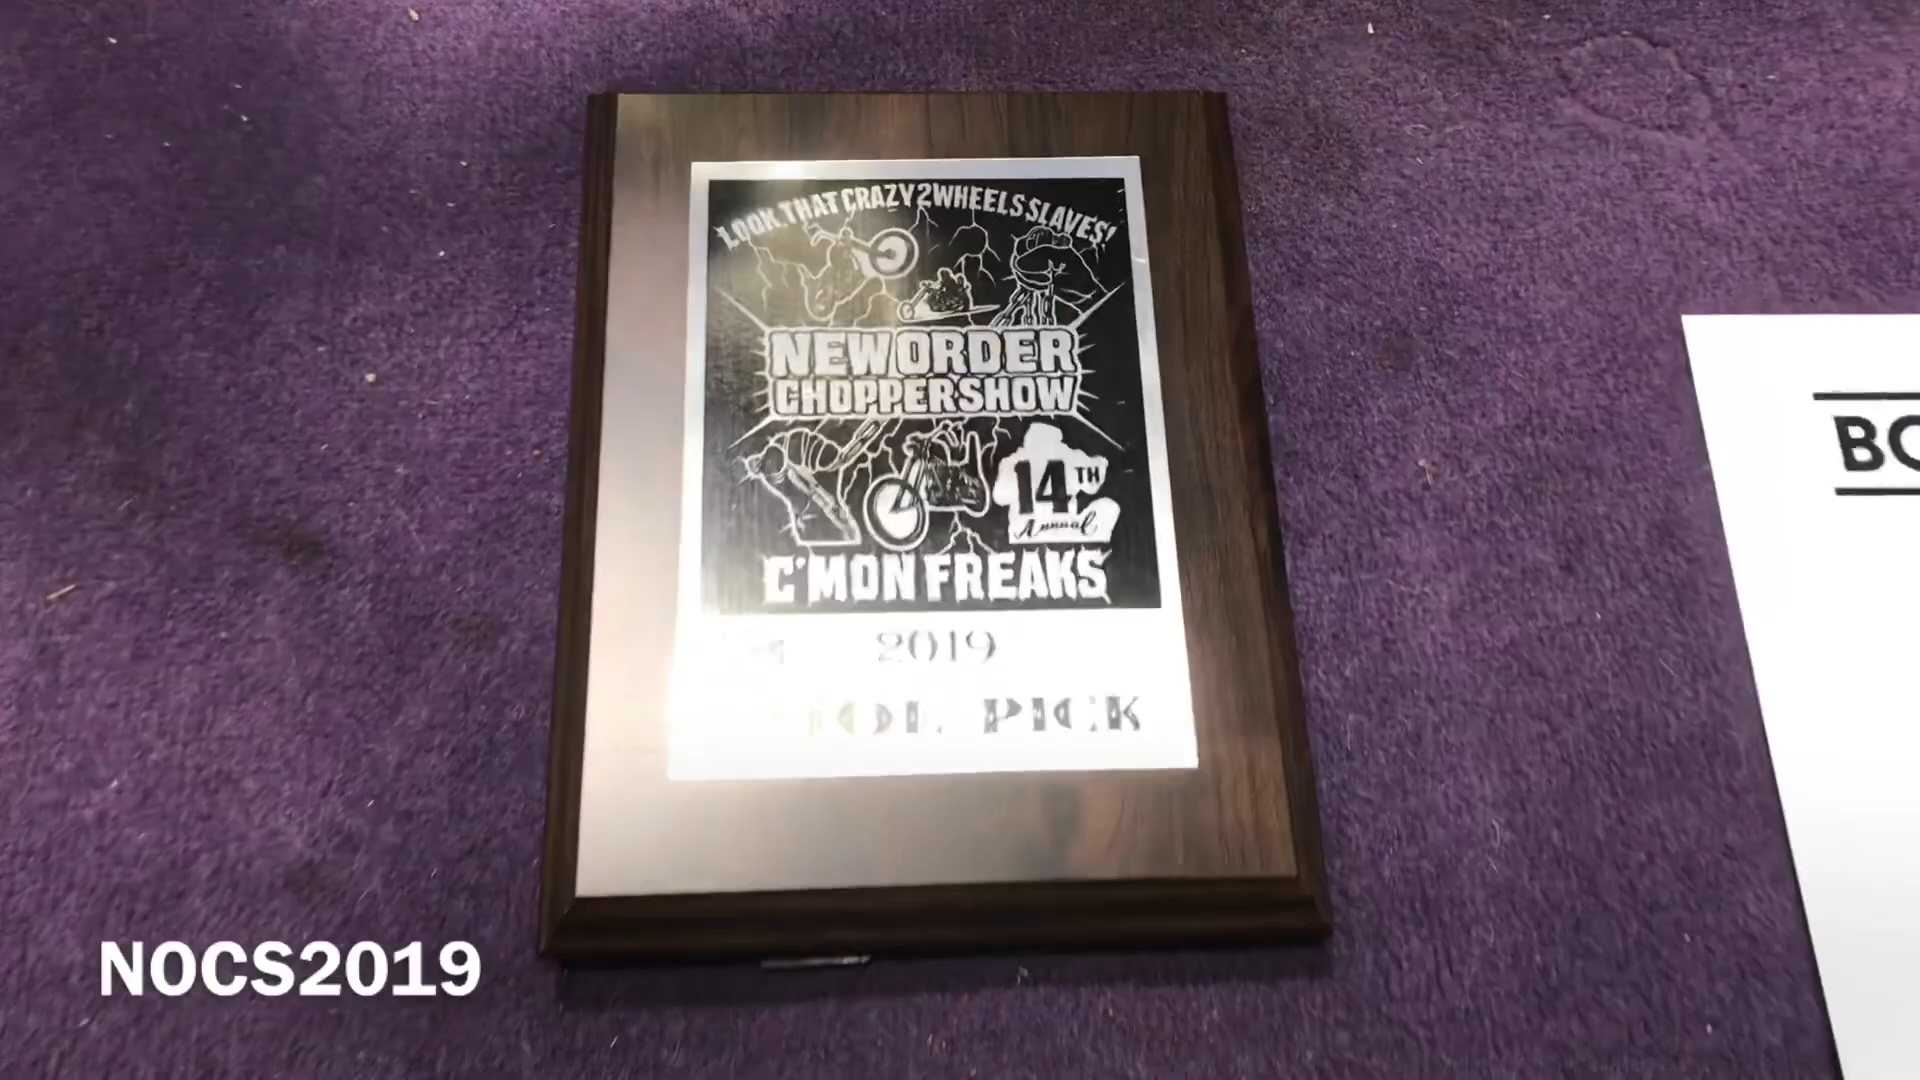 LOOK THAT CRAZY 2WHEELS SLAVES!
NEW ORDER
CHOPPER SHOW
14TH
Annual
C'MON FREAKS
2019
PICK
NOCS2019